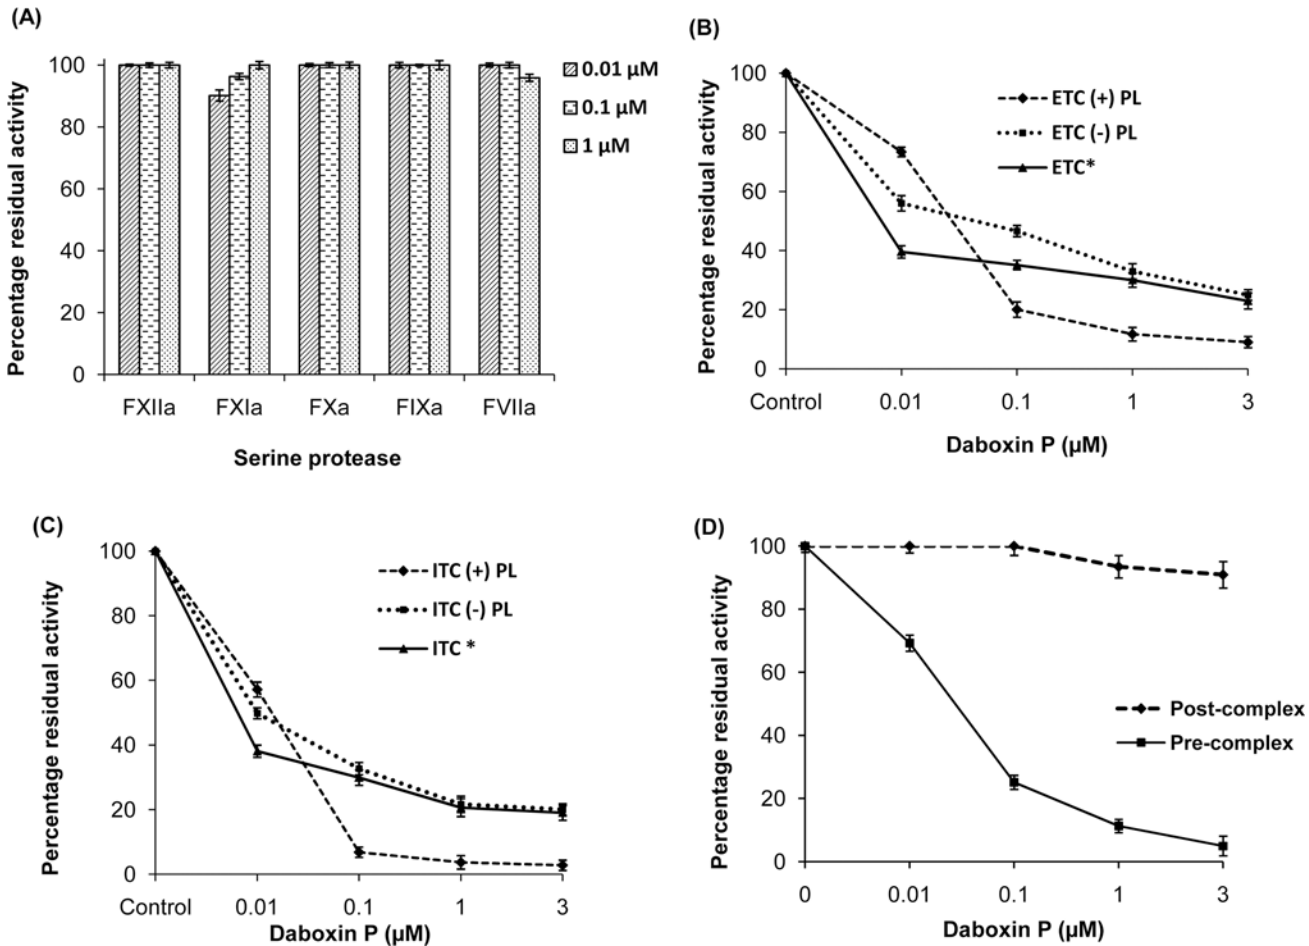 (A)
Percentage residual activity
100
80
60
40
20
0
FXIIa FXIa FXa FIXa FVIIa
Serine protease
0.01 µM
0.1 µM
1 µM
(B)
Percentage residual activity
100
80
60
40
20
0
ETC (+) PL
ETC (-) PL
ETC*
Control 0.01 0.1 1 3
Daboxin P (µM)
(C)
Percentage residual activity
100
80
60
40
20
0
ITC (+) PL
ITC (-) PL
ITC *
Control 0.01 0.1 1 3
Daboxin P (µM)
(D)
Percentage residual activity
100
80
60
40
20
0
Post-complex
Pre-complex
0 0.01 0.1 1 3
Daboxin P (µM)